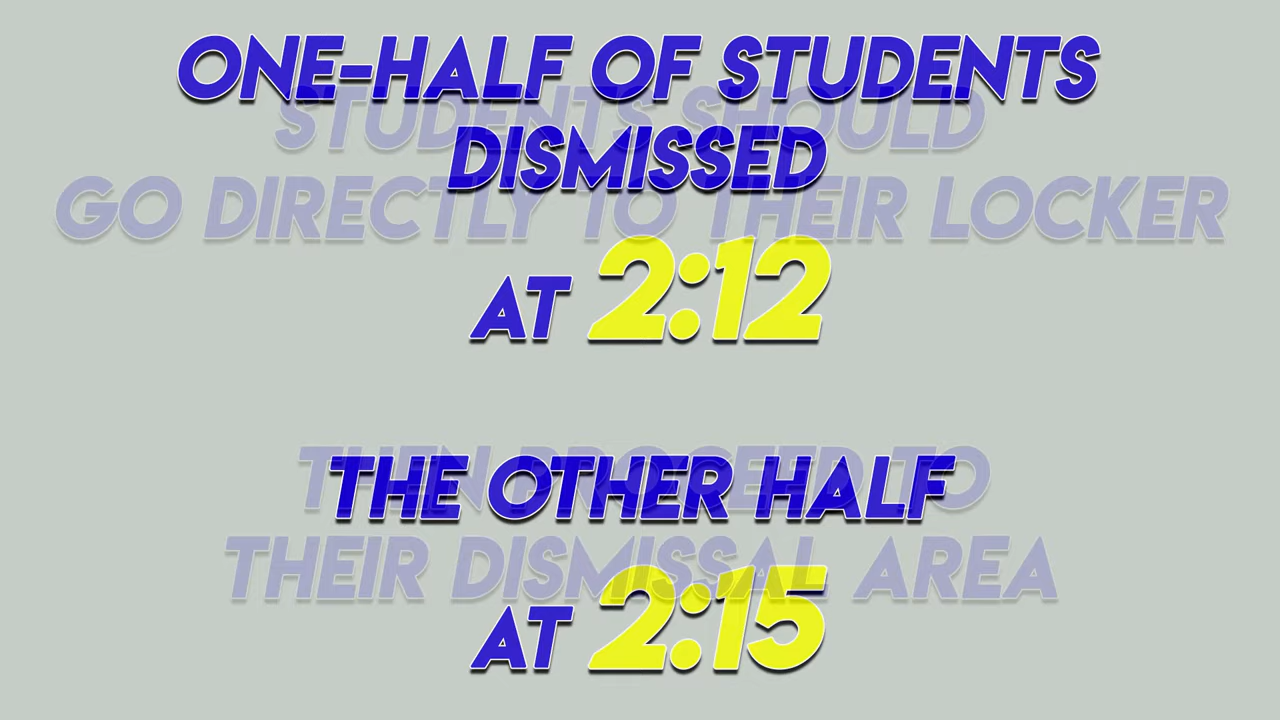 ONE-HALF OF STUDENTS
STUDENTS SHOULD
DISMISSED
GO DIRECTLY TO THEIR LOCKER
AT 2:12
THEN PROSEED TO
THE OTHER HALF
THEIR DISMISSAL AREA
AT 2:15